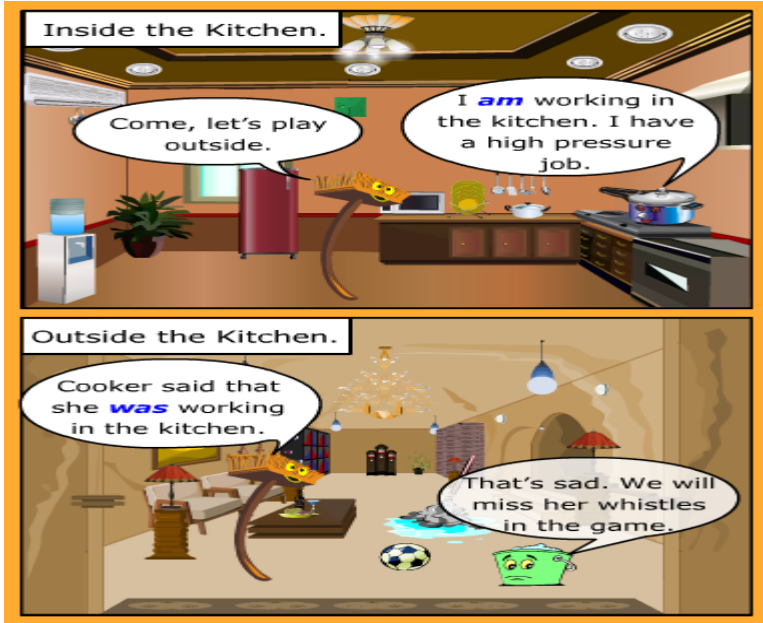 Inside the Kitchen.
Come, let's play
outside.
I am working in
the kitchen. I have
a high pressure
job.
Outside the Kitchen.
Cooker said that
she was working
in the kitchen.
That's sad. We will
miss her whistles
in the game.